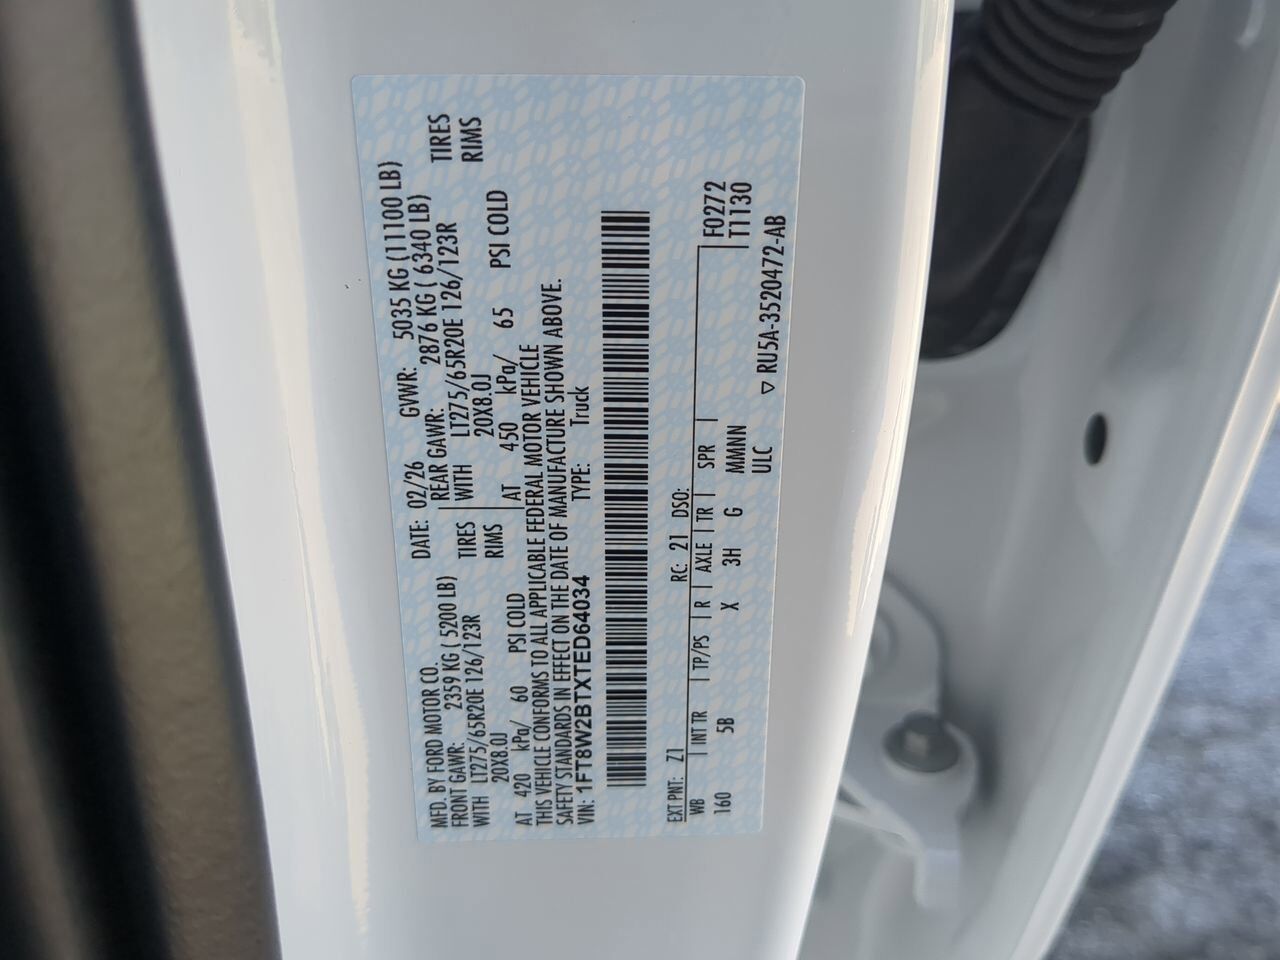 MFD. BY FORD MOTOR CO. DATE: 02/26 GVWR: 5035 KG (11100 LB)
FRONT GAWR: 2359 KG ( 5200 LB) REAR GAWR: 2876 KG ( 6340 LB)
WITH LT275/65R20E 126/123R TIRES WITH LT275/65R20E 126/123R TIRES
20X8.0J RIMS 20X8.0J RIMS
AT 420 kPa/ 60 PSI COLD AT 450 kPa/ 65 PSI COLD
THIS VEHICLE CONFORMS TO ALL APPLICABLE FEDERAL MOTOR VEHICLE
SAFETY STANDARDS IN EFFECT ON THE DATE OF MANUFACTURE SHOWN ABOVE.
VIN: 1FT8W2BTXTED64034 TYPE: Truck
EXT PNT: Z1 RC: 21 DSO:
WB | INT TR | TP/PS | R | AXLE | TR | SPR | F0272
160 5B X 3H G MMNN T1130
ULC
▽ RU5A-3520472-AB